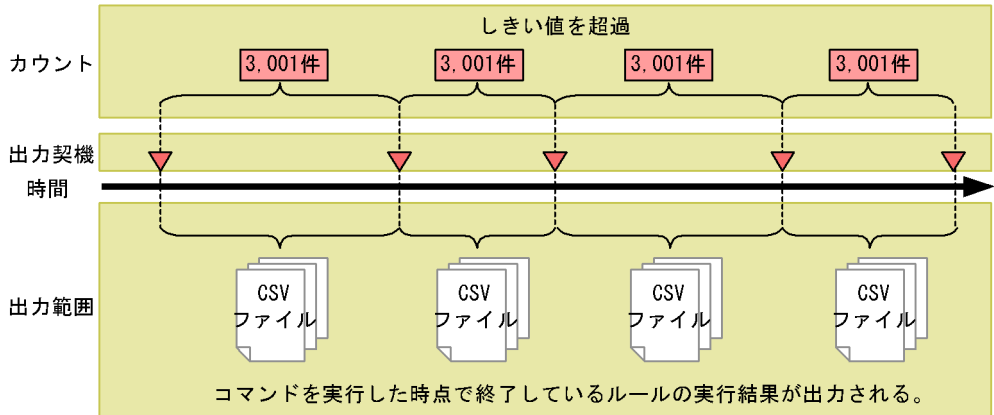 しきい値を超過
カウント
3,001件 3,001件 3,001件 3,001件
出力契機
時間
出力範囲
CSV
ファイル
CSV
ファイル
CSV
ファイル
CSV
ファイル
コマンドを実行した時点で終了しているルールの実行結果が出力される。